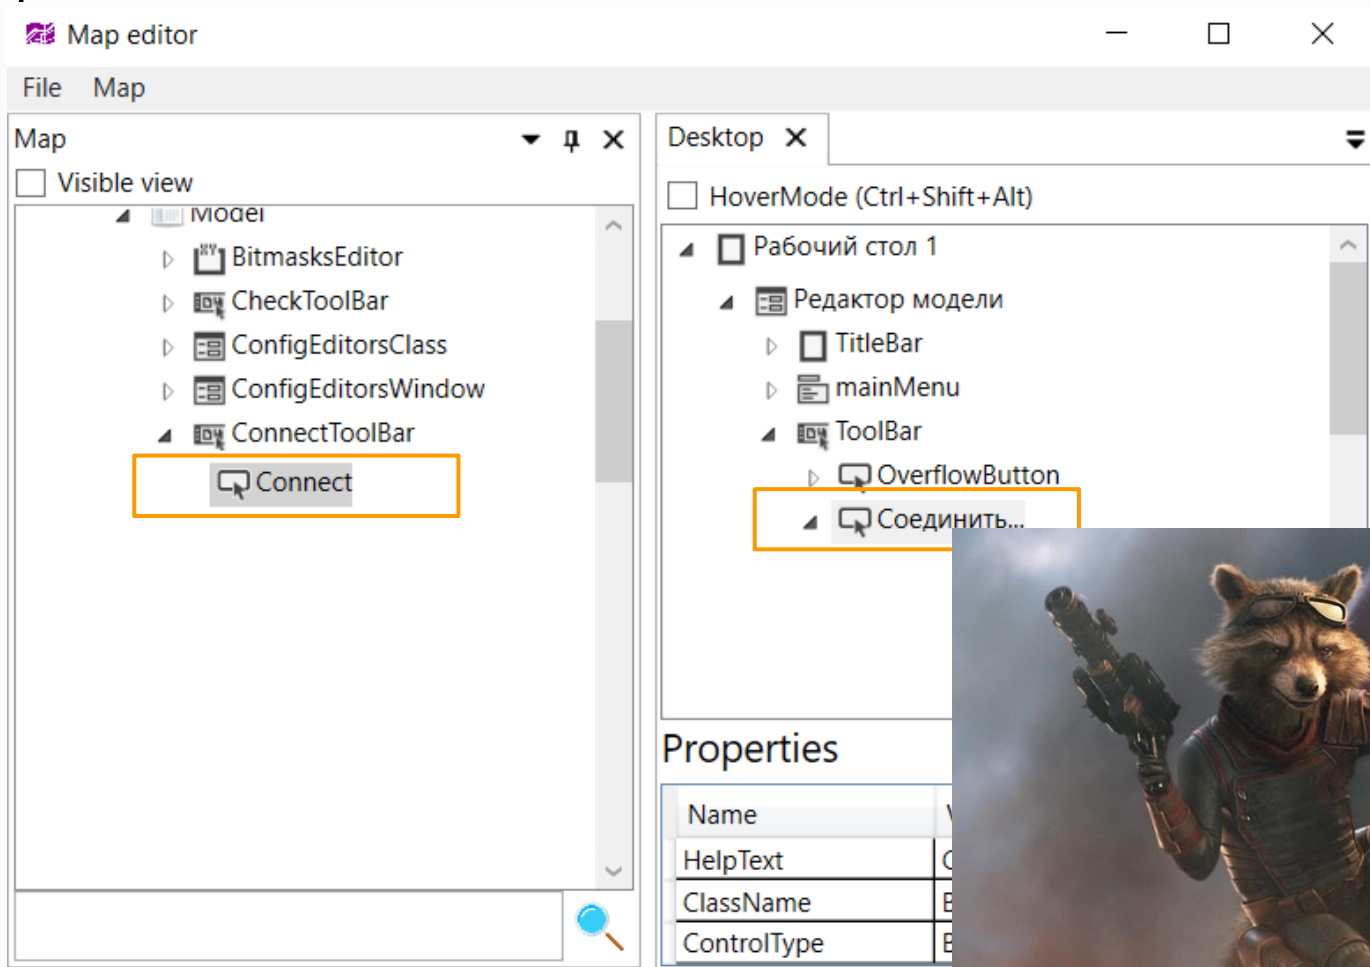 Map editor
File Map
Map
Visible view
Model
BitmasksEditor
CheckToolBar
ConfigEditorsClass
ConfigEditorsWindow
ConnectToolBar
Connect
Desktop
HoverMode (Ctrl+Shift+Alt)
Рабочий стол 1
Редактор модели
TitleBar
mainMenu
ToolBar
OverflowButton
Соединить...
Properties
Name
HelpText
ClassName
ControlType